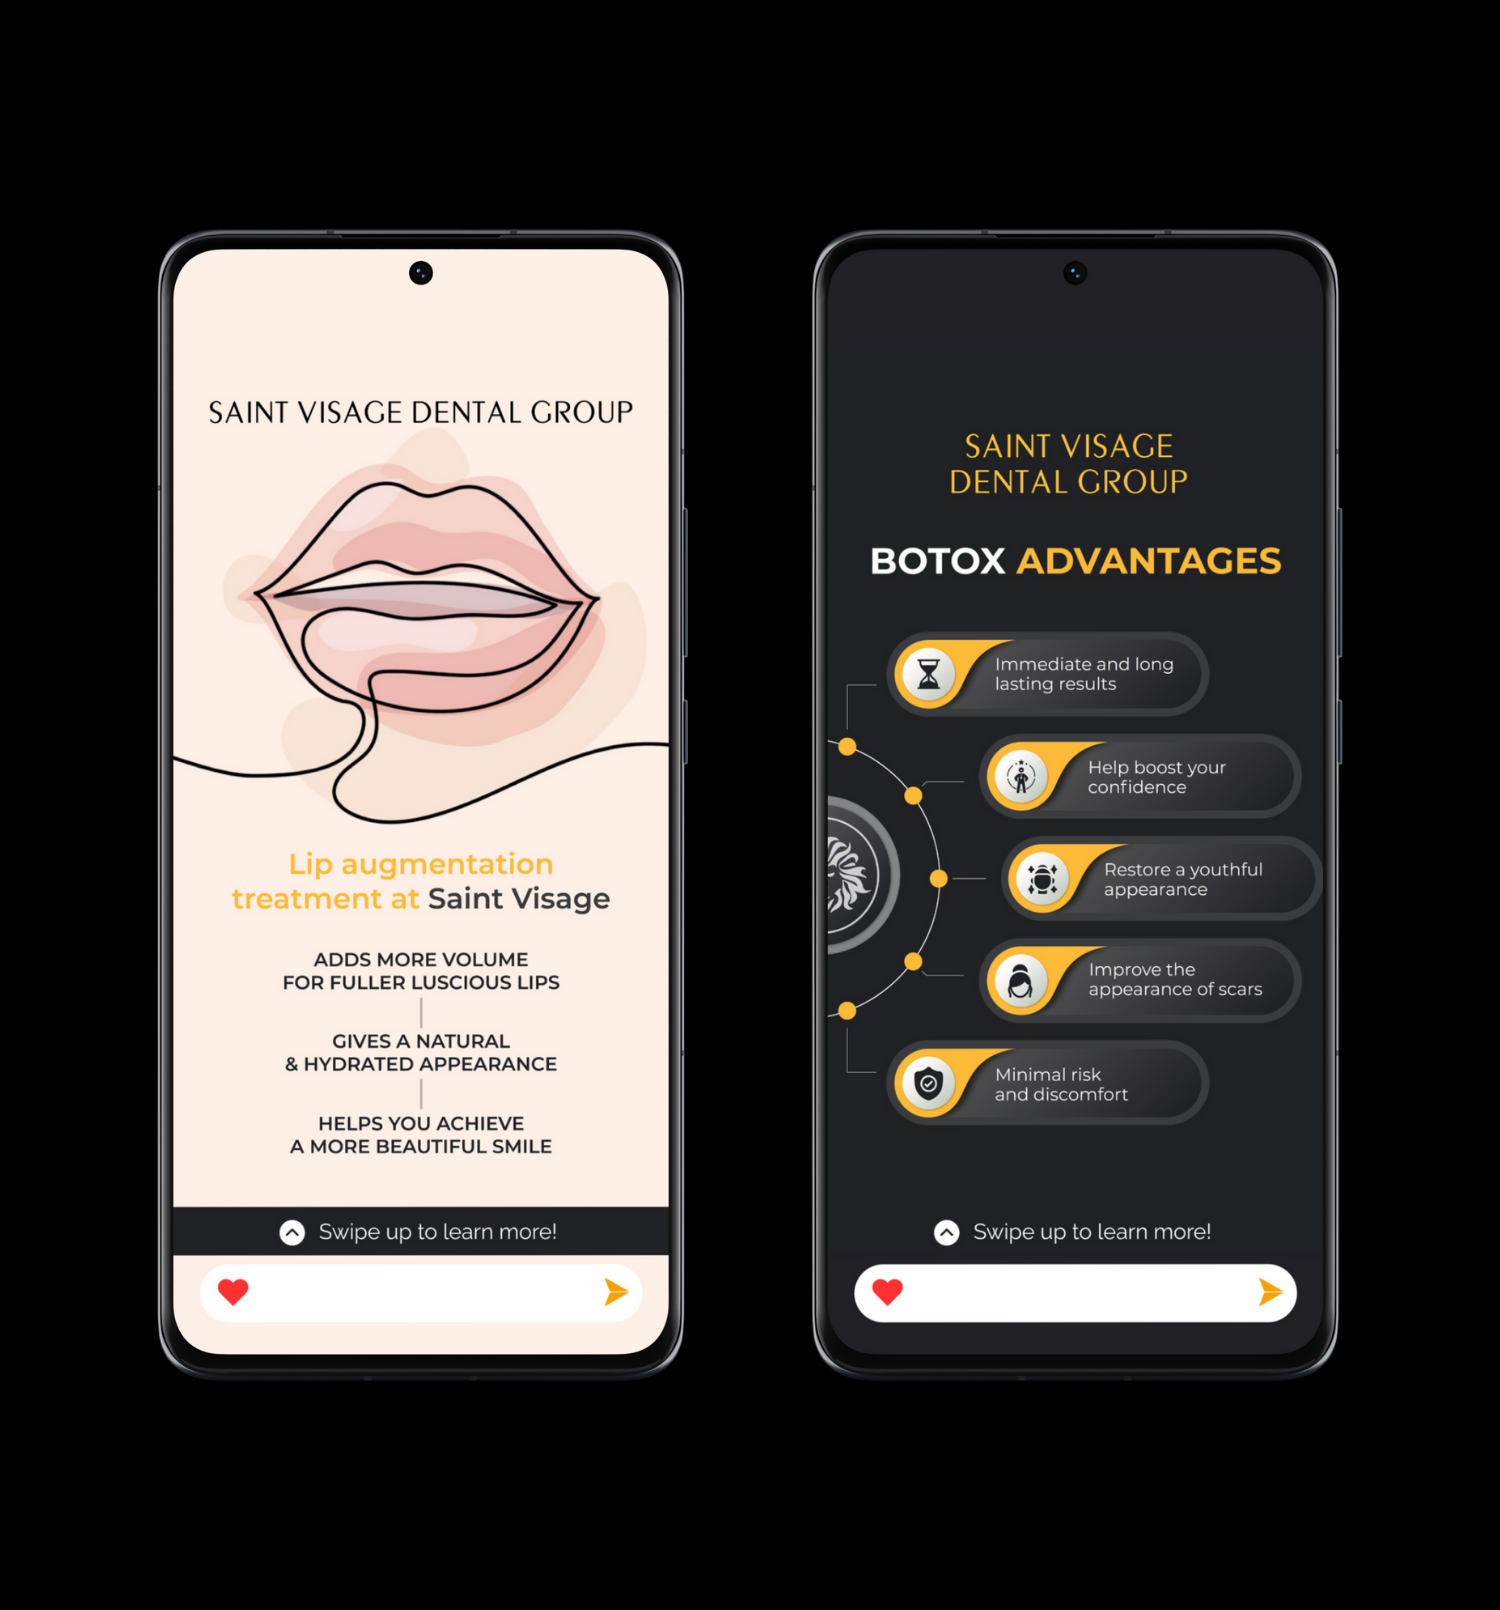 SAINT VISAGE DENTAL GROUP
Lip augmentation
treatment at Saint Visage
ADDS MORE VOLUME
FOR FULLER LUSCIOUS LIPS
GIVES A NATURAL
& HYDRATED APPEARANCE
HELPS YOU ACHIEVE
A MORE BEAUTIFUL SMILE
Swipe up to learn more!
SAINT VISAGE
DENTAL GROUP
BOTOX ADVANTAGES
Immediate and long
lasting results
Help boost your
confidence
Restore a youthful
appearance
Improve the
appearance of scars
Minimal risk
and discomfort
Swipe up to learn more!